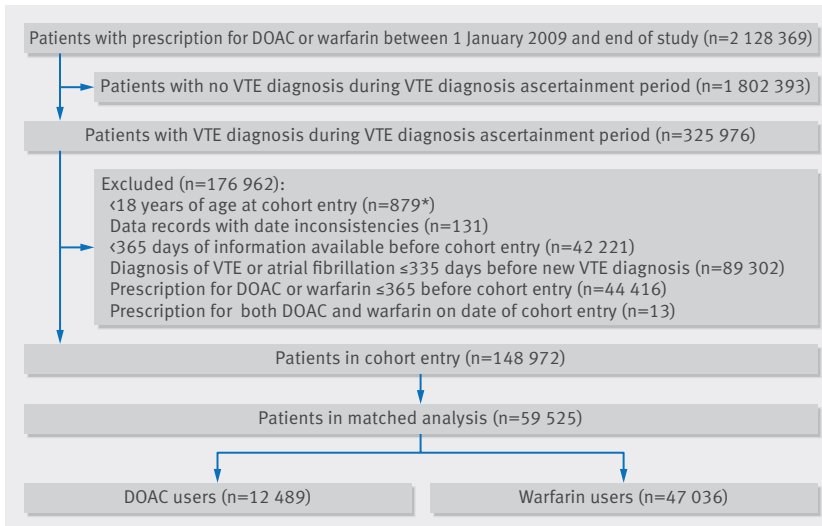 Patients with prescription for DOAC or warfarin between 1 January 2009 and end of study (n=2 128 369)
Patients with no VTE diagnosis during VTE diagnosis ascertainment period (n=1 802 393)
Patients with VTE diagnosis during VTE diagnosis ascertainment period (n=325 976)
Excluded (n=176 962):
<18 years of age at cohort entry (n=879*)
Data records with date inconsistencies (n=131)
<365 days of information available before cohort entry (n=42 221)
Diagnosis of VTE or atrial fibrillation ≤335 days before new VTE diagnosis (n=89 302)
Prescription for DOAC or warfarin ≤365 before cohort entry (n=44 416)
Prescription for both DOAC and warfarin on date of cohort entry (n=13)
Patients in cohort entry (n=148 972)
Patients in matched analysis (n=59 525)
DOAC users (n=12 489)
Warfarin users (n=47 036)